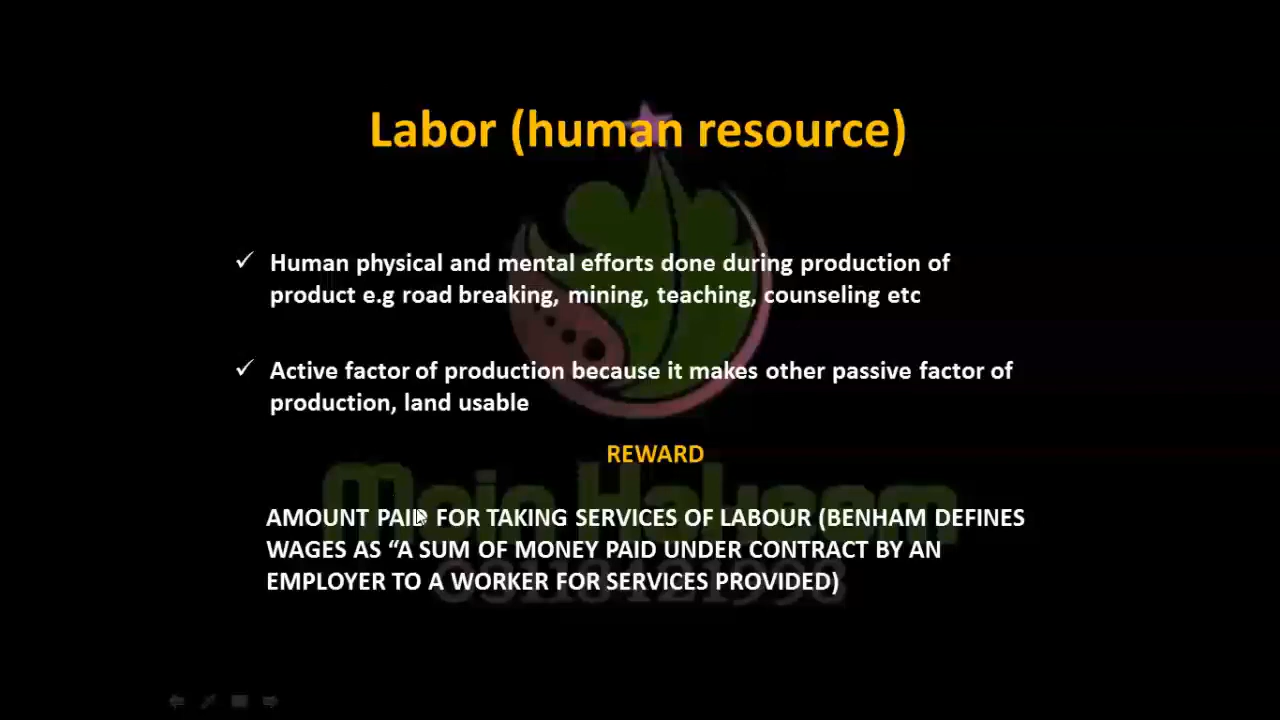 Labor (human resource)
✓ Human physical and mental efforts done during production of
product e.g road breaking, mining, teaching, counseling etc
✓ Active factor of production because it makes other passive factor of
production, land usable
REWARD
Moin Hakeem
AMOUNT PAID FOR TAKING SERVICES OF LABOUR (BENHAM DEFINES
WAGES AS “A SUM OF MONEY PAID UNDER CONTRACT BY AN
EMPLOYER TO A WORKER FOR SERVICES PROVIDED)